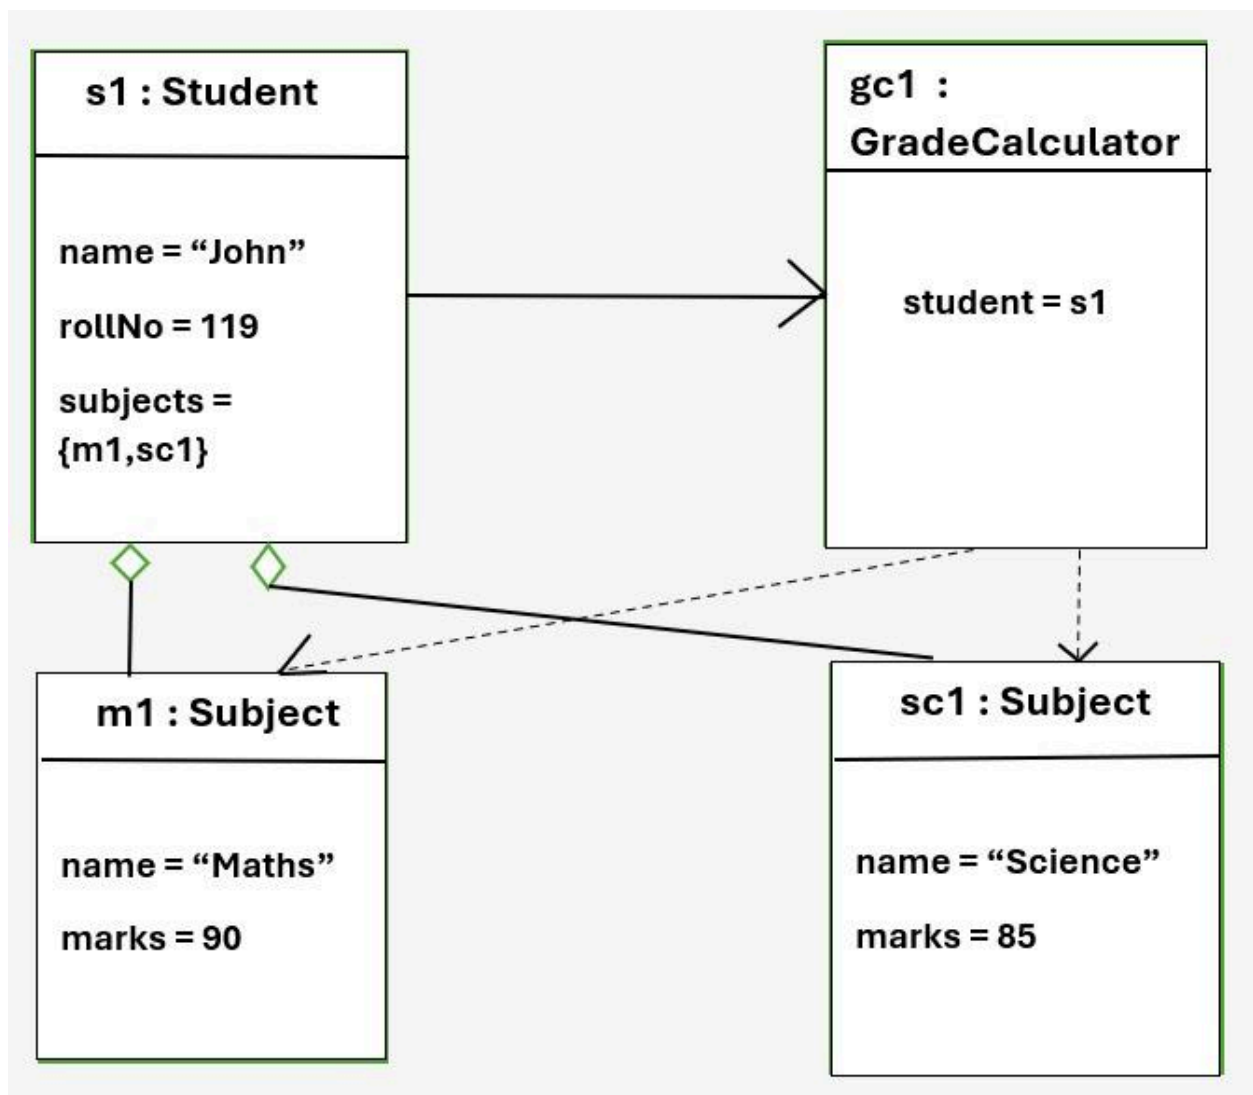 s1 : Student
name = “John”
rollNo = 119
subjects =
{m1,sc1}
gc1 :
GradeCalculator
student = s1
m1 : Subject
name = “Maths”
marks = 90
sc1 : Subject
name = “Science”
marks = 85